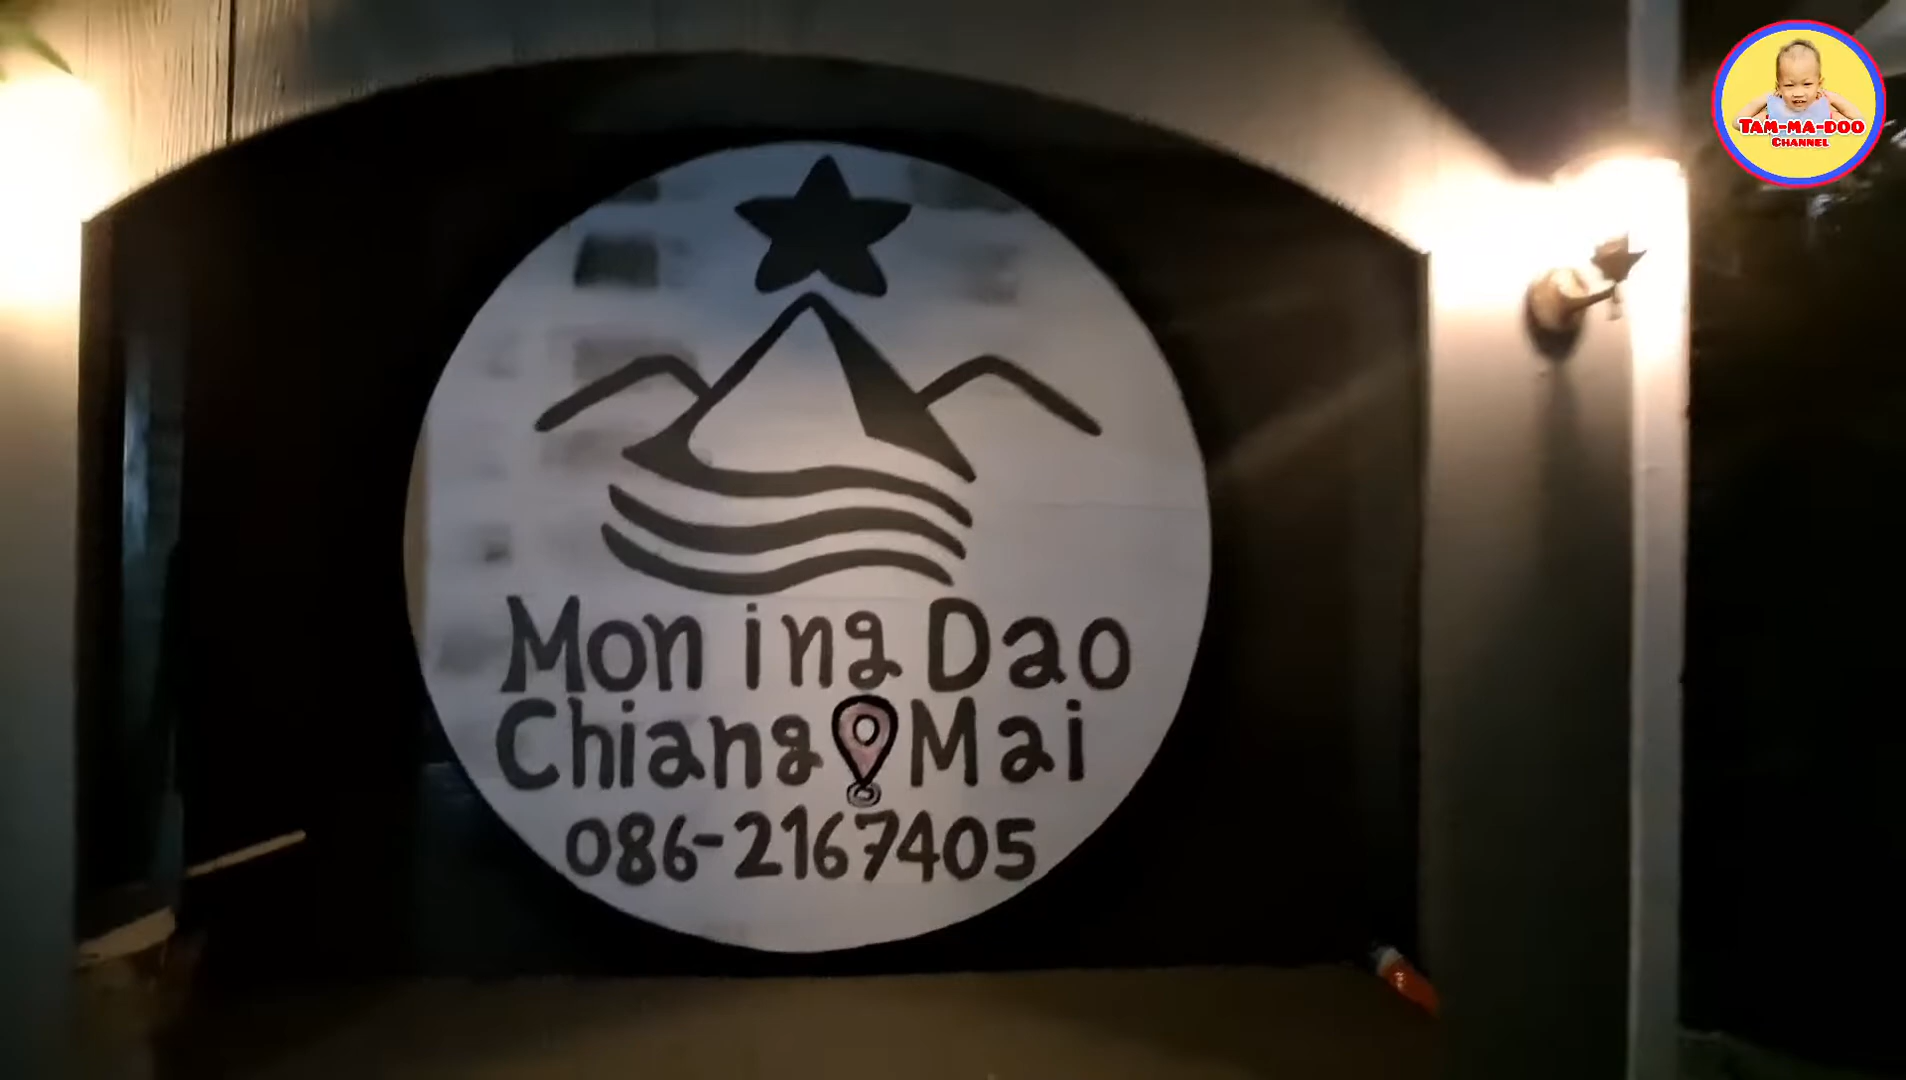 TAM-MA-DOO
CHANNEL
Mon ing Dao
Chiang Mai
086-2167405